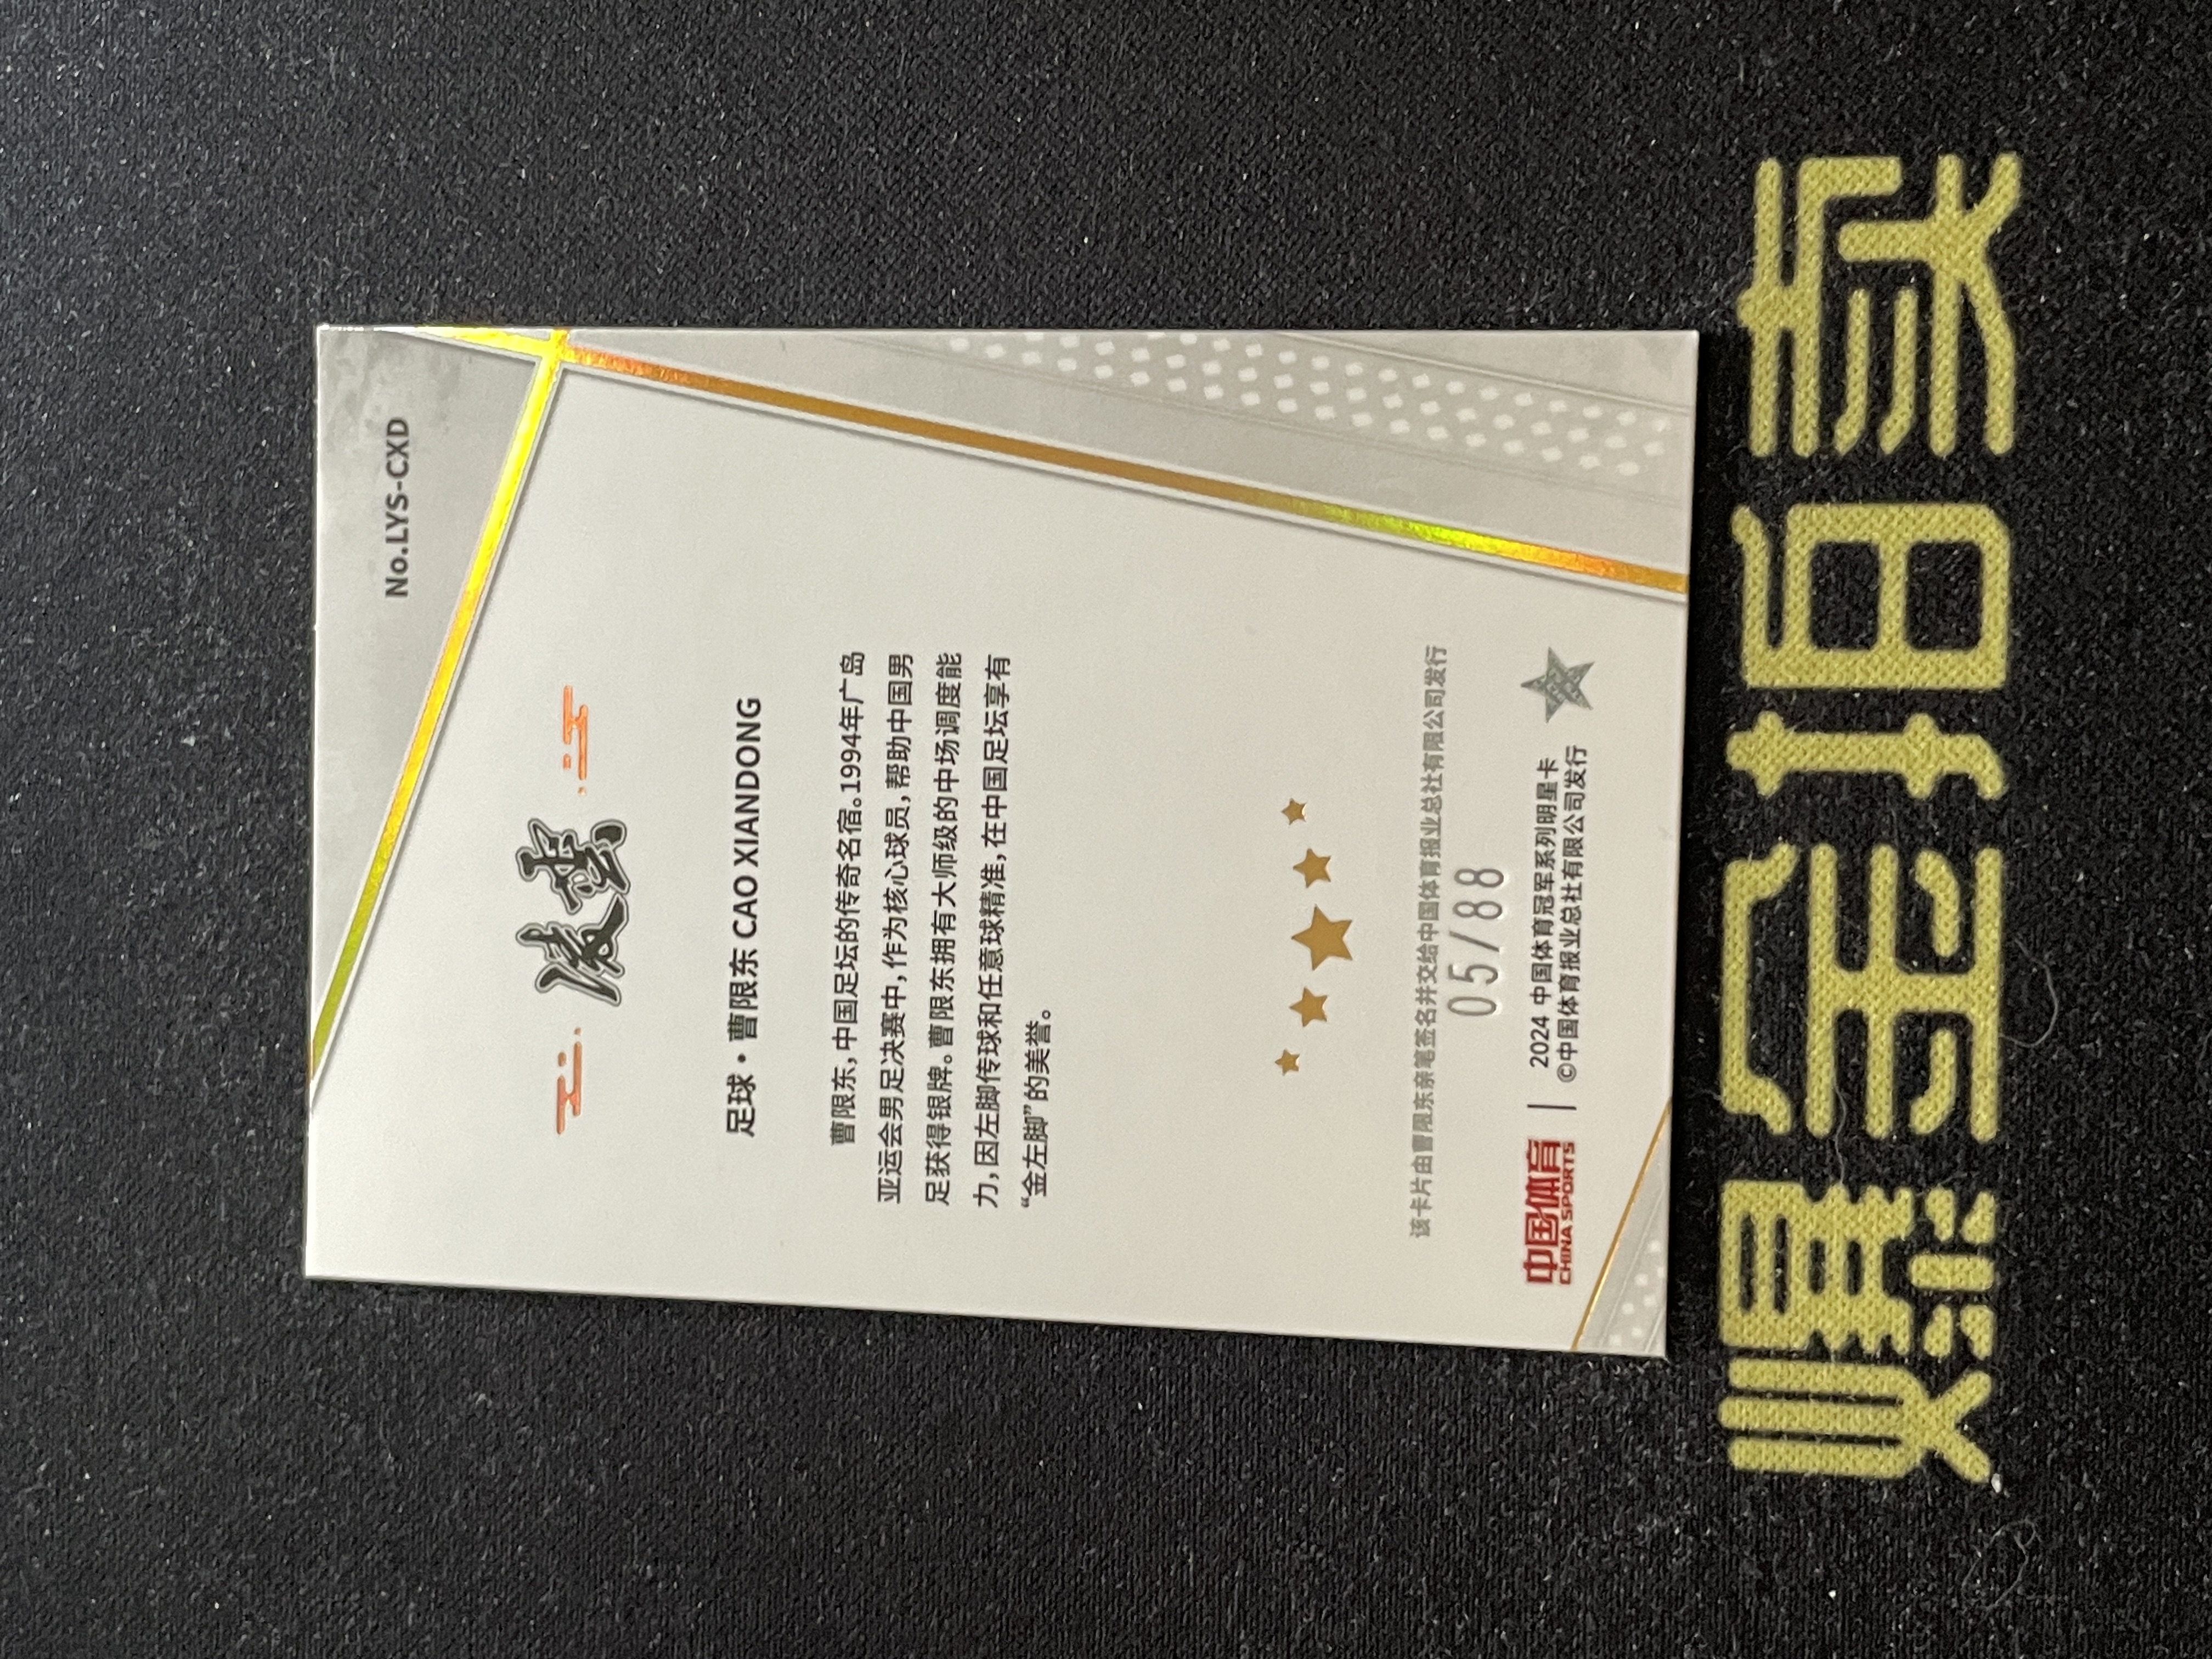 No.LYS-CXD
凌云
足球·曹限东 CAO XIANDONG
曹限东，中国足坛的传奇名宿。1994年广岛
亚运会男足决赛中，作为核心球员，帮助中国男
足获得银牌。曹限东拥有大师级的中场调度能
力，因左脚传球和任意球精准，在中国足坛享有
“金左脚”的美誉。
该卡片由曹限东亲笔签名并交给中国体育报业总社有限公司发行
05/88
中国体育
CHINA SPORTS
2024 中国体育冠军系列明星卡
©中国体育报业总社有限公司发行